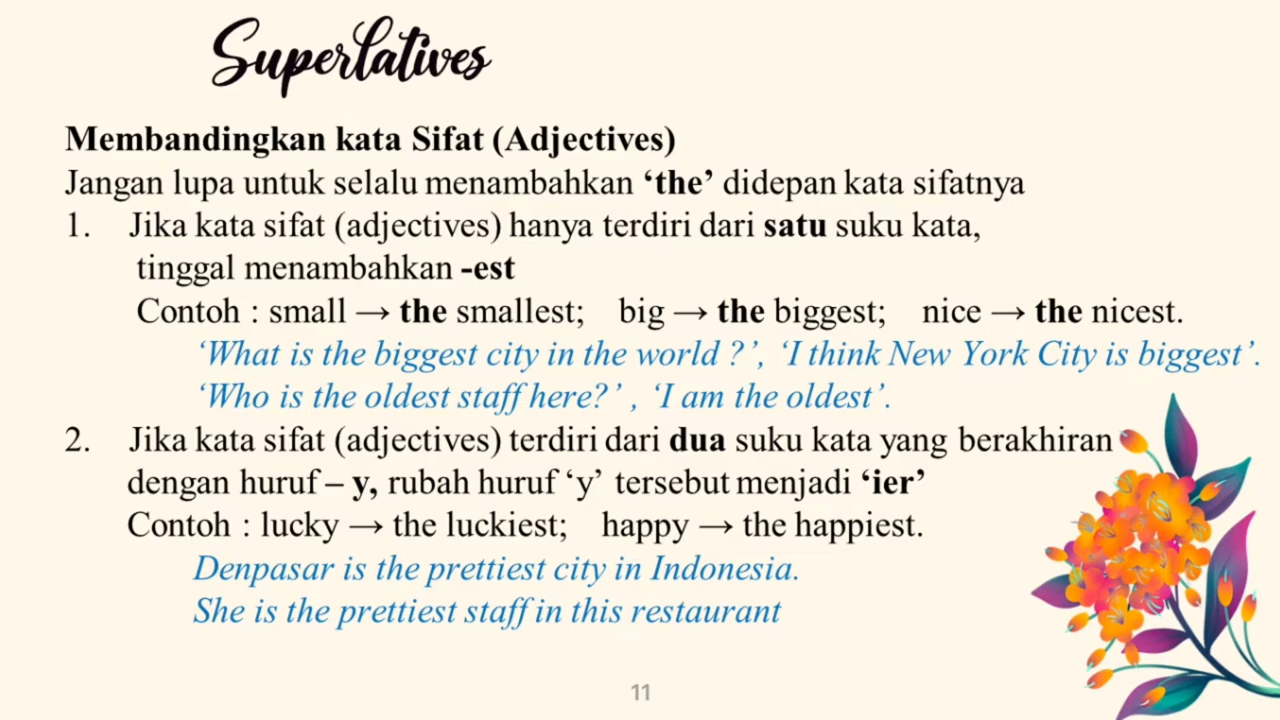 Superlatives
Membandingkan kata Sifat (Adjectives)
Jangan lupa untuk selalu menambahkan ‘the’ didepan kata sifatnya
1. Jika kata sifat (adjectives) hanya terdiri dari satu suku kata,
tinggal menambahkan -est
Contoh : small → the smallest; big → the biggest; nice → the nicest.
‘What is the biggest city in the world ?’, ‘I think New York City is biggest’.
‘Who is the oldest staff here?’ , ‘I am the oldest’.
2. Jika kata sifat (adjectives) terdiri dari dua suku kata yang berakhiran
dengan huruf – y, rubah huruf ‘y’ tersebut menjadi ‘ier’
Contoh : lucky → the luckiest; happy → the happiest.
Denpasar is the prettiest city in Indonesia.
She is the prettiest staff in this restaurant
11